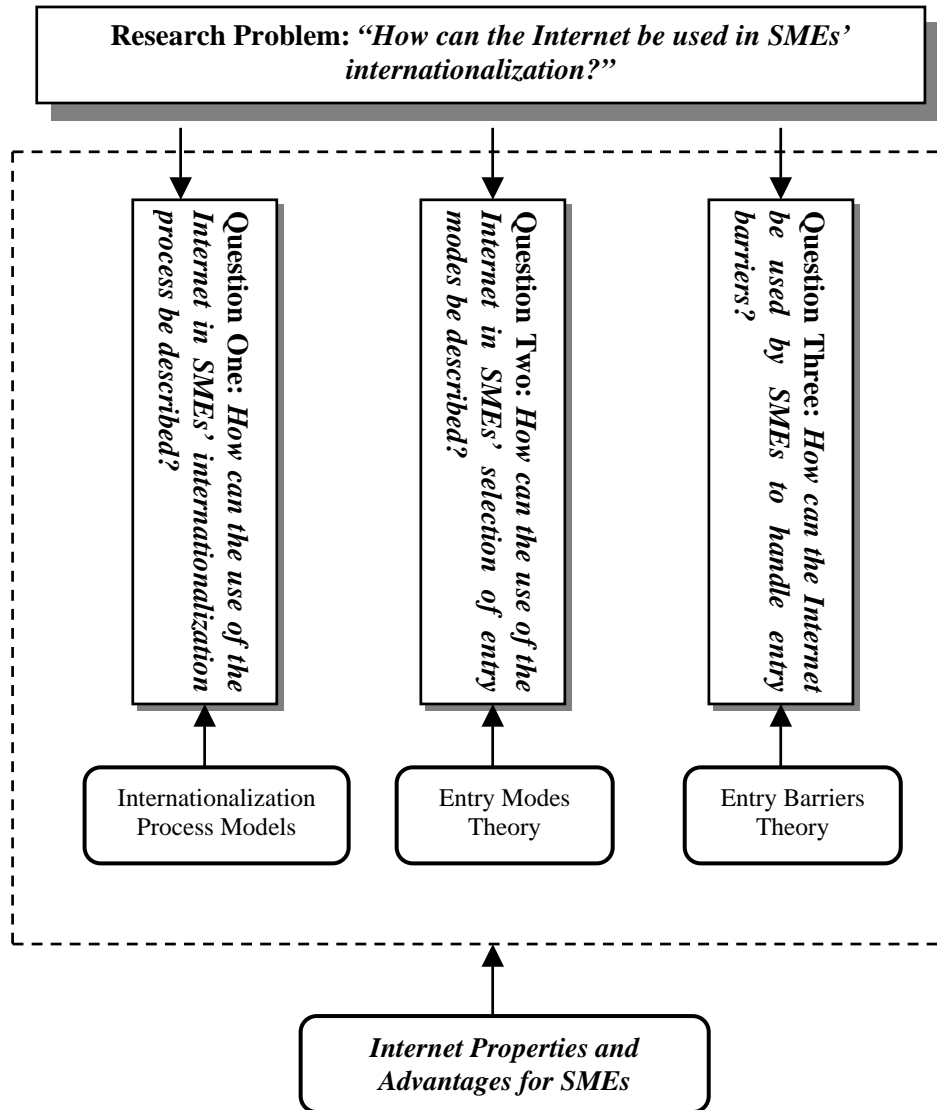 Research Problem: “How can the Internet be used in SMEs’
internationalization?”
Question One: How can the use of the
Internet in SMEs’ internationalization
process be described?
Question Two: How can the use of the
Internet in SMEs’ selection of entry
modes be described?
Question Three: How can the Internet
be used by SMEs to handle entry
barriers?
Internationalization
Process Models
Entry Modes
Theory
Entry Barriers
Theory
Internet Properties and
Advantages for SMEs